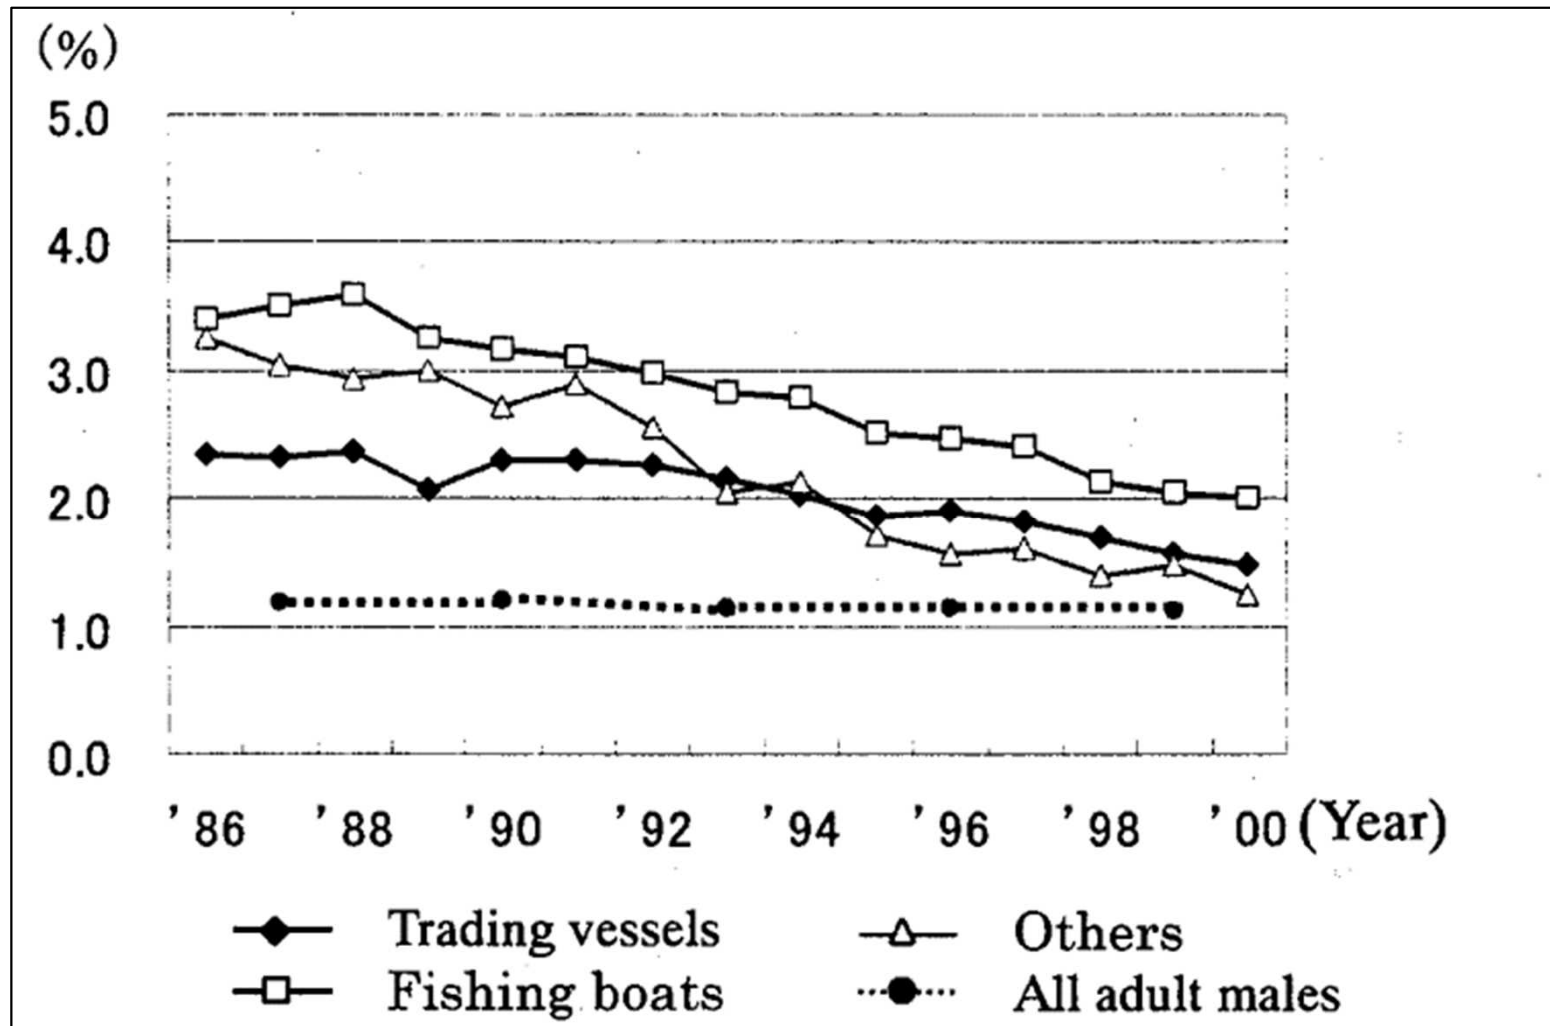 (%)
5.0
4.0
3.0
2.0
1.0
0.0
'86 '88 '90 '92 '94 '96 '98 '00 (Year)
Trading vessels Others
Fishing boats All adult males